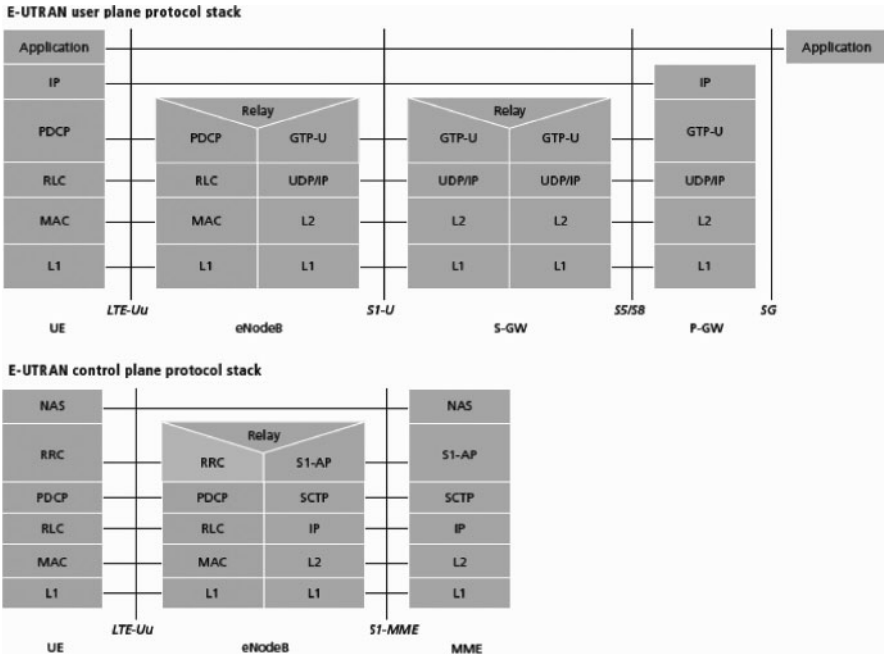 E-UTRAN user plane protocol stack
Application Application
IP IP
Relay Relay
PDCP PDCP GTP-U GTP-U GTP-U GTP-U
RLC RLC UDP/IP UDP/IP UDP/IP UDP/IP
MAC MAC L2 L2 L2 L2
L1 L1 L1 L1 L1 L1
LTE-Uu S1-U S5/S8 SG
UE eNodeB S-GW P-GW
E-UTRAN control plane protocol stack
NAS NAS
Relay
RRC RRC S1-AP S1-AP
PDCP PDCP SCTP SCTP
RLC RLC IP IP
MAC MAC L2 L2
L1 L1 L1 L1
LTE-Uu S1-MME
UE eNodeB MME